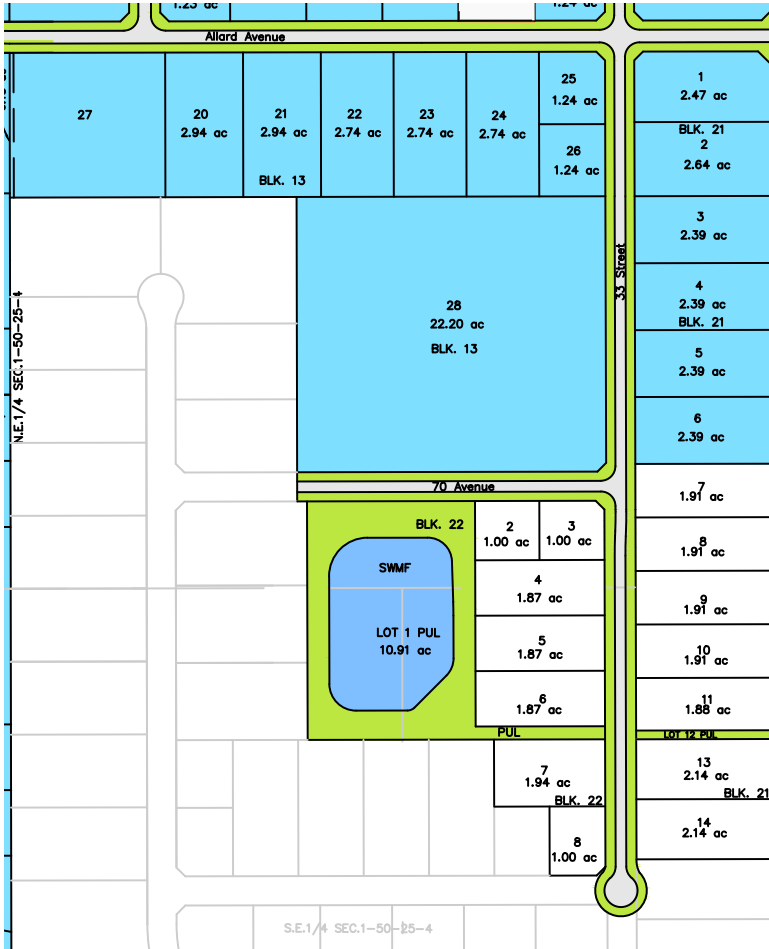 1.23 ac
1.24 ac
Allard Avenue
27
20
2.94 ac
21
2.94 ac
BLK. 13
22
2.74 ac
23
2.74 ac
24
2.74 ac
25
1.24 ac
26
1.24 ac
1
2.47 ac
BLK. 21
2
2.64 ac
3
2.39 ac
4
2.39 ac
BLK. 21
5
2.39 ac
6
2.39 ac
33 Street
28
22.20 ac
BLK. 13
N.E.1/4 SEC.1-50-25-4
70 Avenue
BLK. 22
SWMF
LOT 1 PUL
10.91 ac
2
1.00 ac
3
1.00 ac
4
1.87 ac
5
1.87 ac
6
1.87 ac
PUL
7
1.91 ac
8
1.91 ac
9
1.91 ac
10
1.91 ac
11
1.88 ac
LOT 12 PUL
13
2.14 ac
BLK. 21
14
2.14 ac
7
1.94 ac
BLK. 22
8
1.00 ac
S.E.1/4 SEC.1-50-25-4